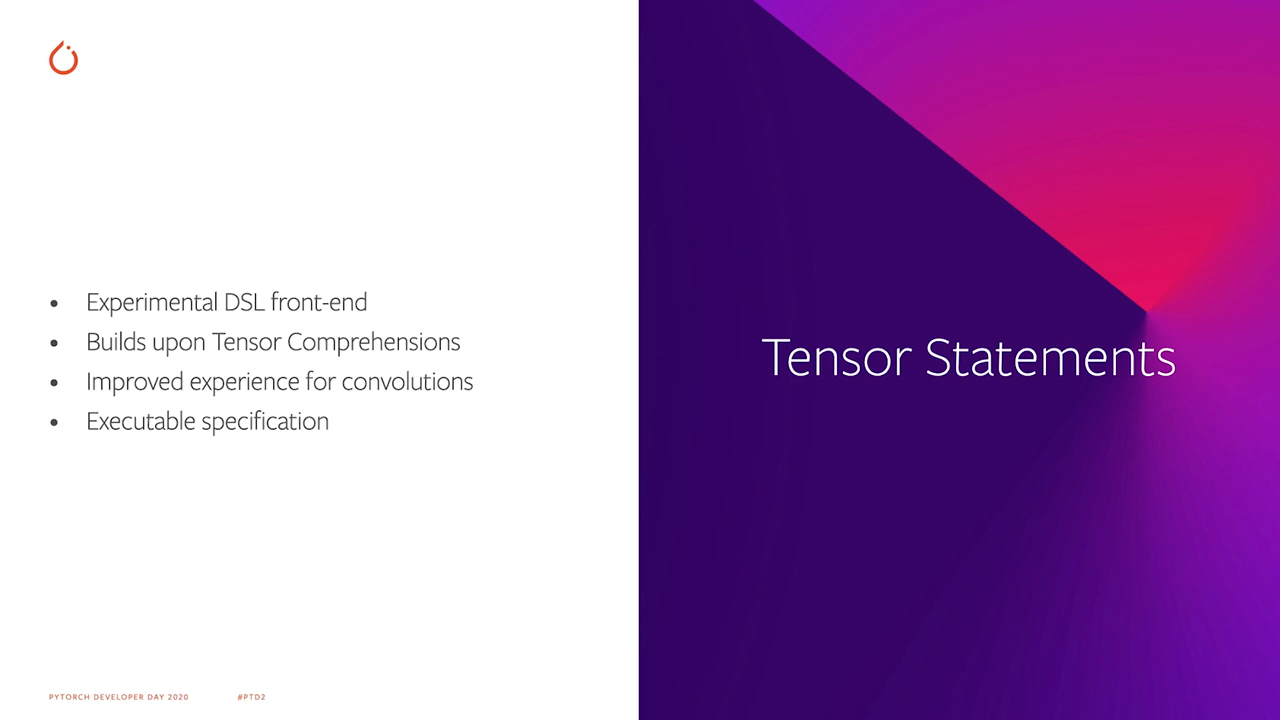 • Experimental DSL front-end
• Builds upon Tensor Comprehensions
• Improved experience for convolutions
• Executable specification
Tensor Statements
PYTORCH DEVELOPER DAY 2020 #PTD2